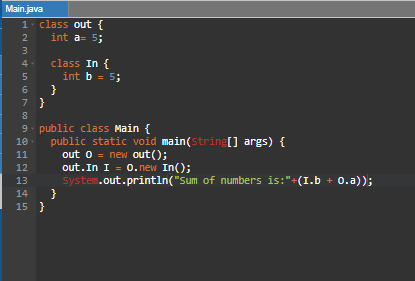 Main.java
1 class out {
2 int a= 5;
3
4 class In {
5 int b = 5;
6 }
7 }
8
9 public class Main {
10 public static void main(String[] args) {
11 out O = new out();
12 out.In I = O.new In();
13 System.out.println("Sum of numbers is:"+(I.b + O.a));
14 }
15 }